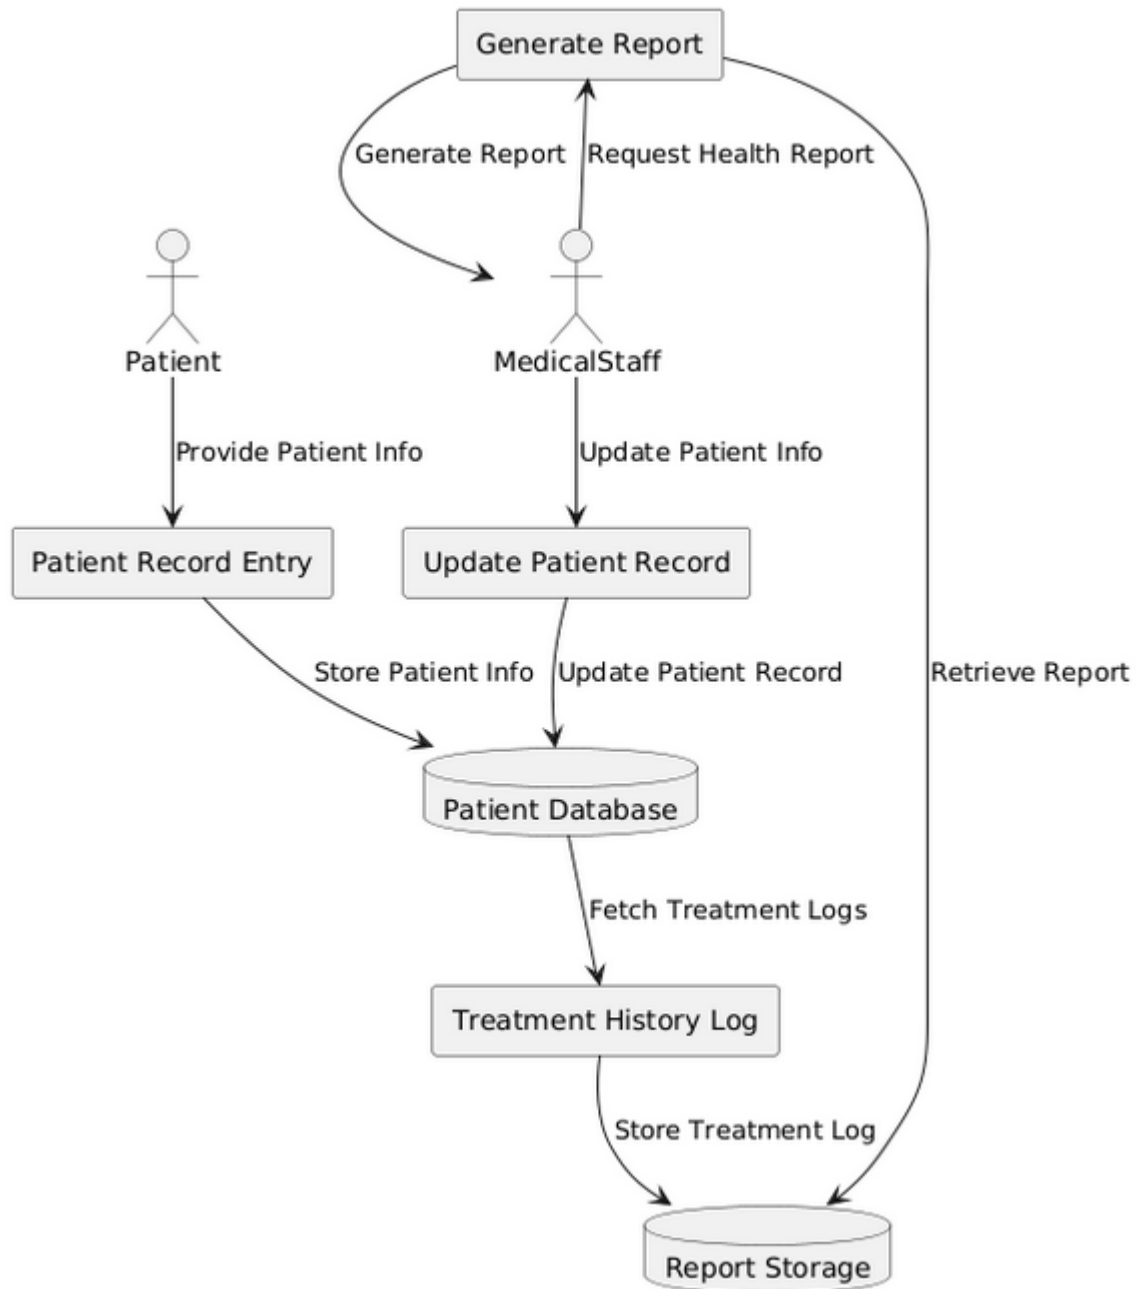 Generate Report
Generate Report
Request Health Report
Patient
MedicalStaff
Provide Patient Info
Update Patient Info
Patient Record Entry
Update Patient Record
Store Patient Info
Update Patient Record
Retrieve Report
Patient Database
Fetch Treatment Logs
Treatment History Log
Store Treatment Log
Report Storage